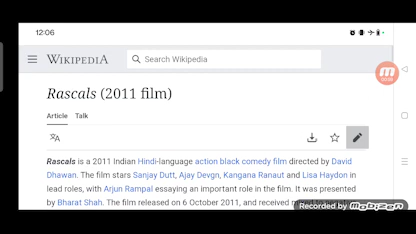 12:06
WIKIPEDIA
Search Wikipedia
Rascals (2011 film)
Article Talk
Rascals is a 2011 Indian Hindi-language action black comedy film directed by David
Dhawan. The film stars Sanjay Dutt, Ajay Devgn, Kangana Ranaut and Lisa Haydon in
lead roles, with Arjun Rampal essaying an important role in the film. It was presented
by Bharat Shah. The film released on 6 October 2011, and received
Recorded by Mobizen